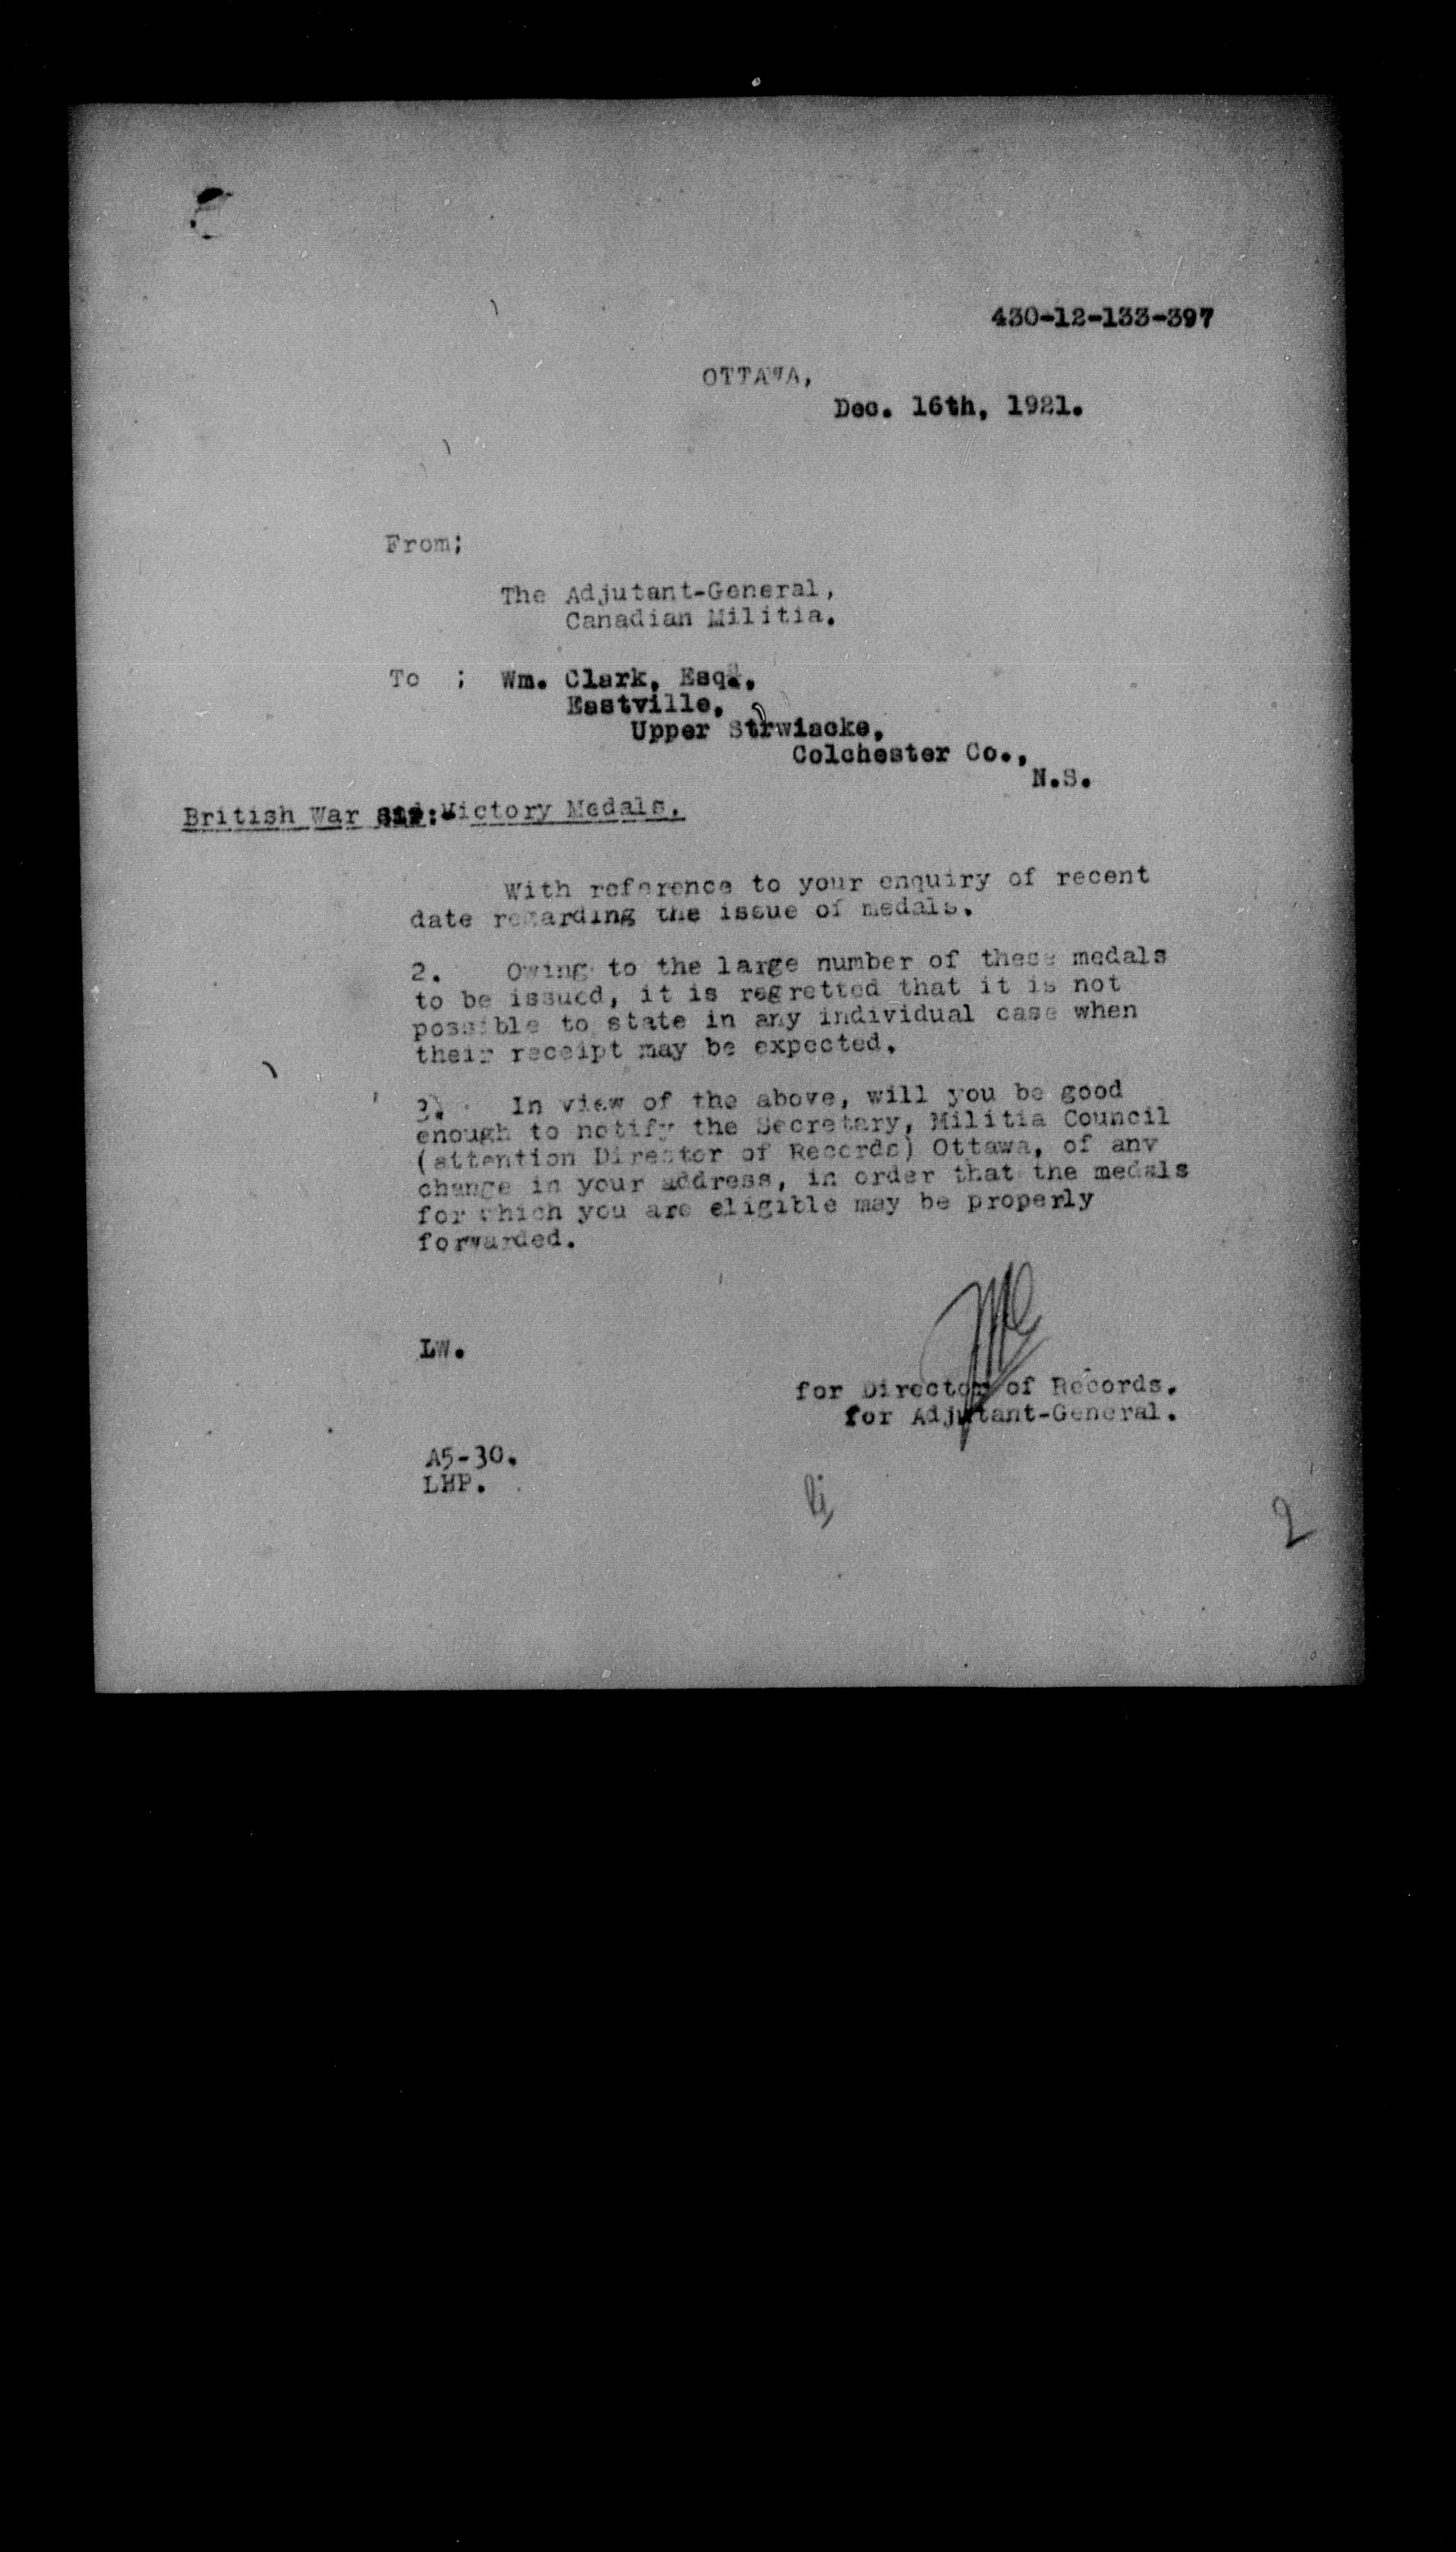 430-12-133-397
OTTAWA,
Dec. 16th, 1921.
From;
The Adjutant-General,
Canadian Militia.
To ; Wm. Clark, Esq.,
Eastville,
Upper Strwiacke,
Colchester Co.,
N.S.
British War Sir:-Victory Medals.
With reference to your enquiry of recent
date regarding the issue of medals.
2. Owing to the large number of these medals
to be issued, it is regretted that it is not
possible to state in any individual case when
their receipt may be expected.
3. In view of the above, will you be good
enough to notify the Secretary, Militia Council
(attention Director of Records) Ottawa, of any
change in your address, in order that the medals
for which you are eligible may be properly
forwarded.
LW.
for Director of Records.
for Adjutant-General.
A5-30.
LHP.
2